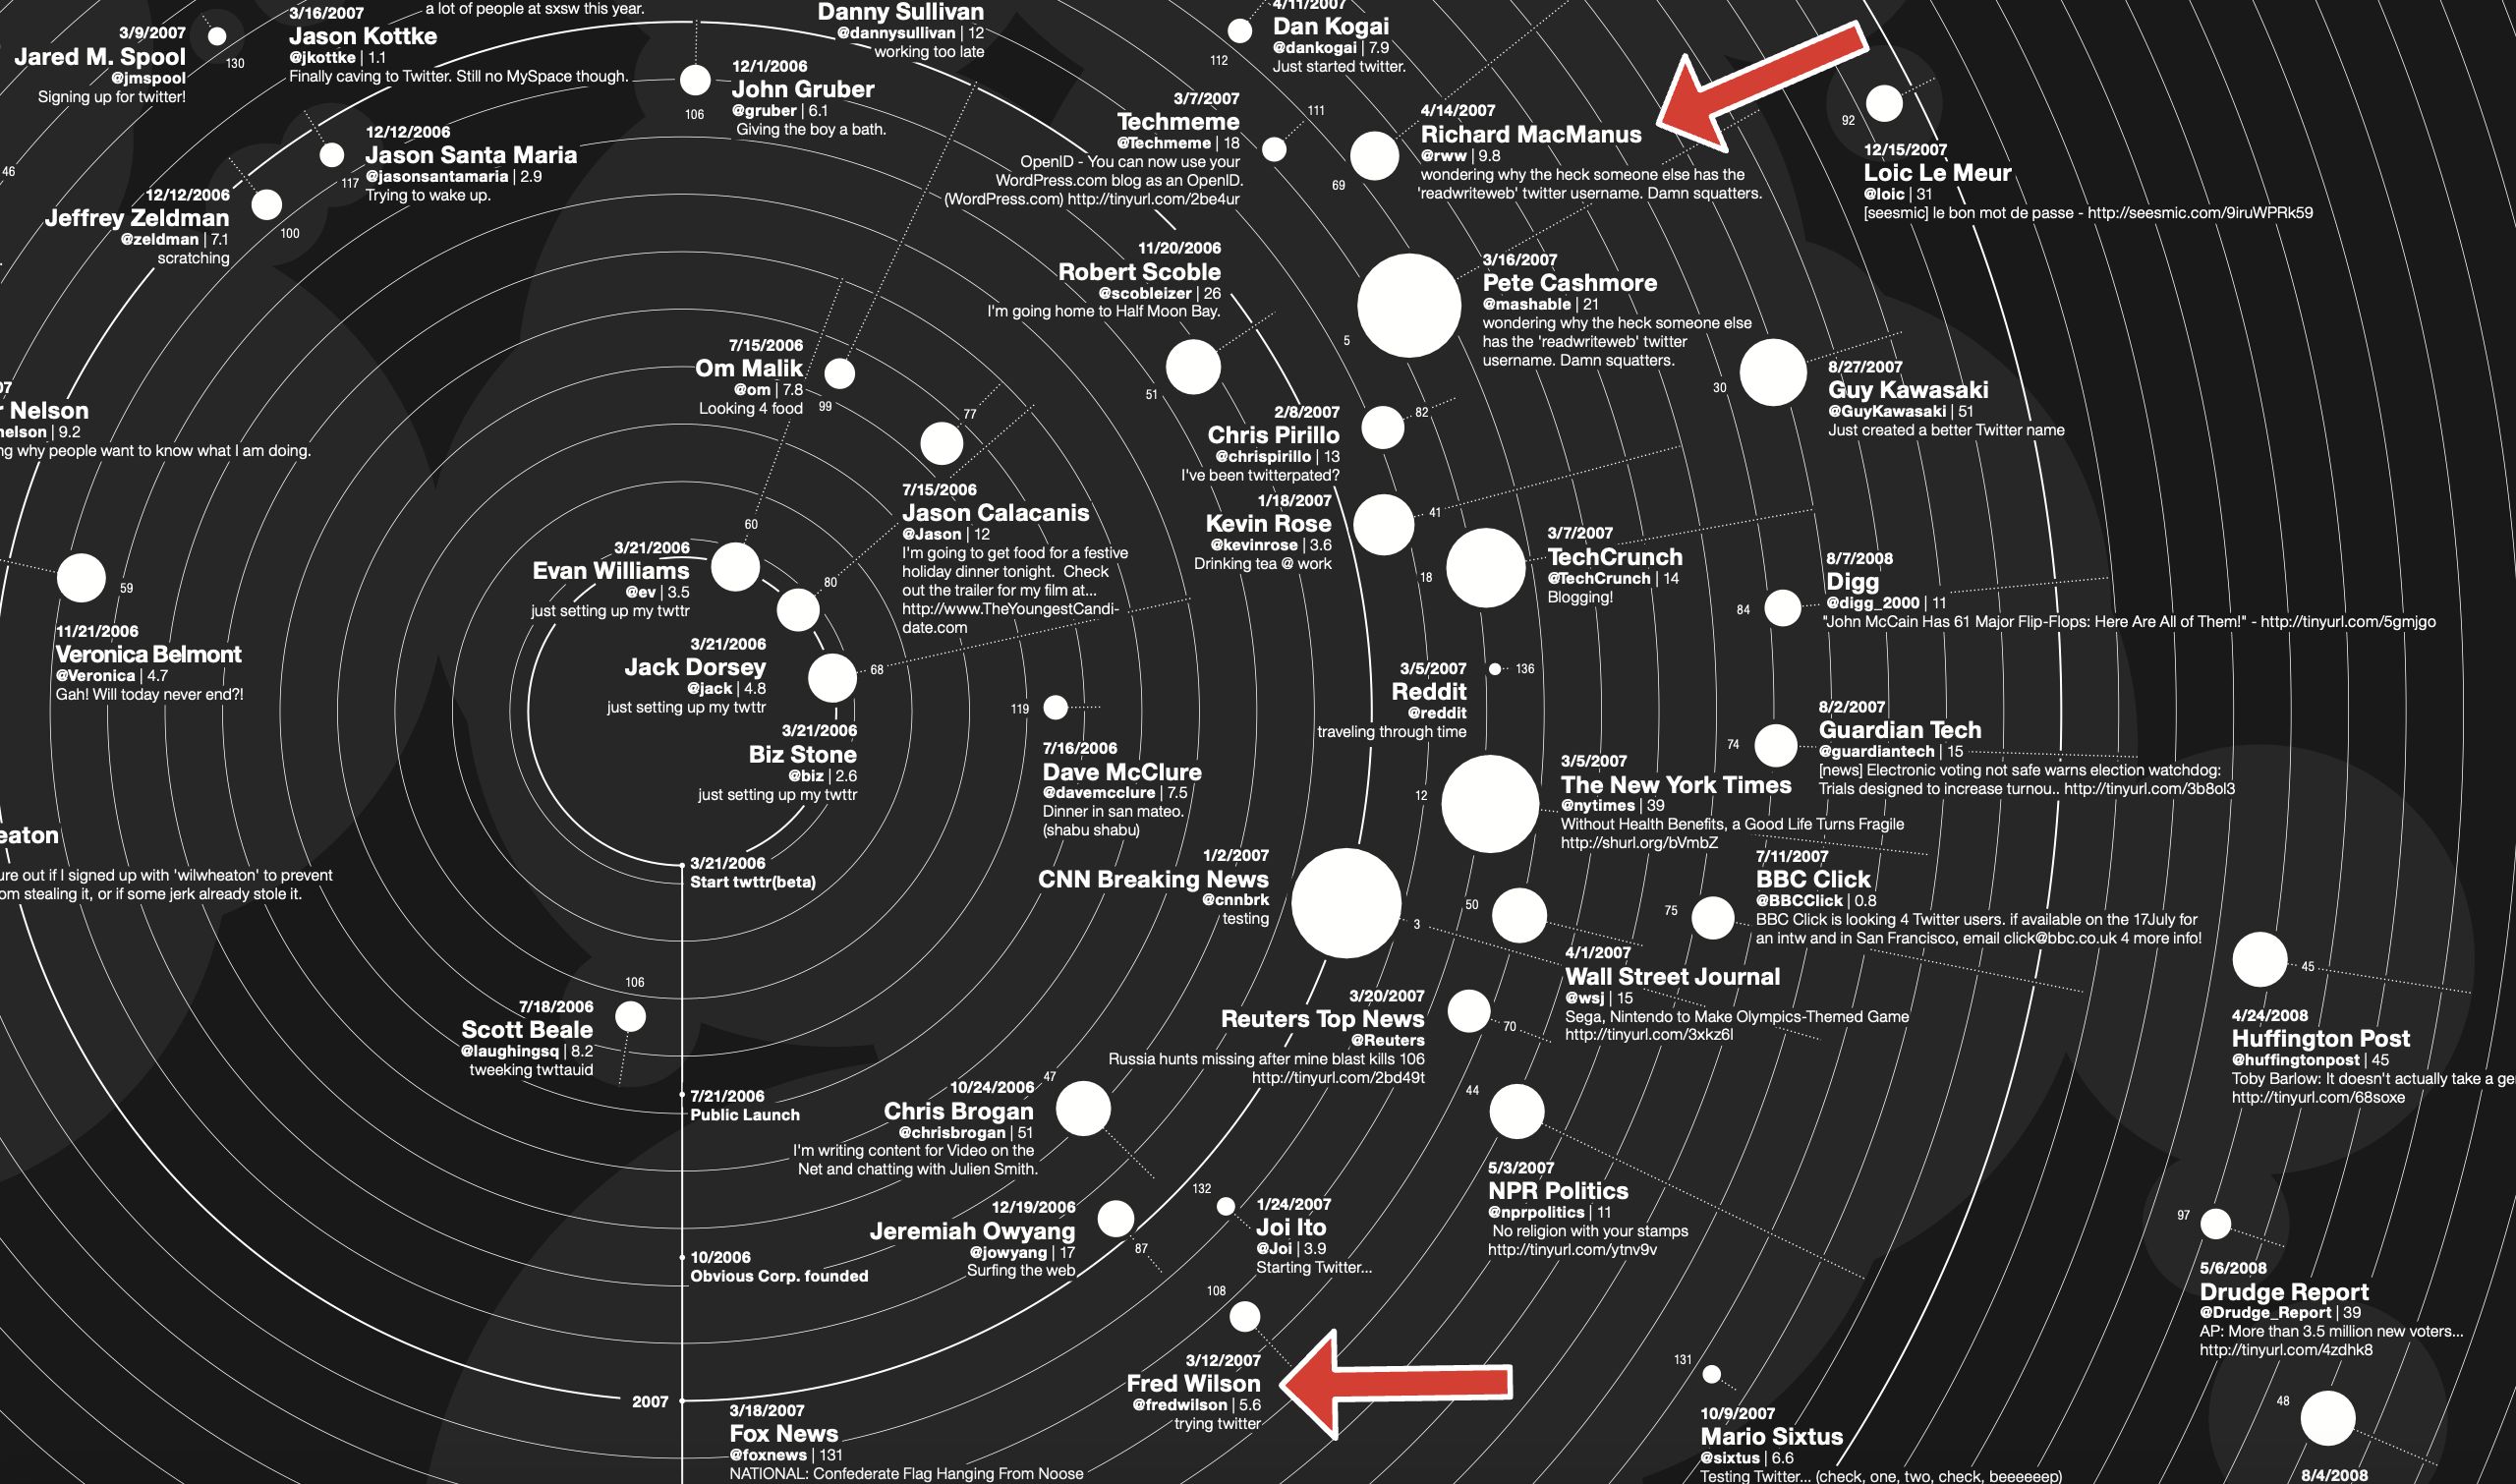 a lot of people at sxsw this year.
3/9/2007
Jared M. Spool
@jmspool
Signing up for twitter!
130
3/16/2007
Jason Kottke
@jkottke | 1.1
Finally caving to Twitter. Still no MySpace though.
Danny Sullivan
@dannysullivan | 12
working too late
12/1/2006
John Gruber
@gruber | 6.1
Giving the boy a bath.
106
4/11/2007
Dan Kogai
@dankogai | 7.9
Just started twitter.
112
12/12/2006
Jason Santa Maria
@jasonsantamaria | 2.9
Trying to wake up.
117
46
12/12/2006
Jeffrey Zeldman
@zeldman | 7.1
scratching
100
3/7/2007
Techmeme
@Techmeme | 18
OpenID - You can now use your
WordPress.com blog as an OpenID.
(WordPress.com) http://tinyurl.com/2be4ur
111
4/14/2007
Richard MacManus
@rww | 9.8
wondering why the heck someone else has the
'readwriteweb' twitter username. Damn squatters.
69
92
12/15/2007
Loic Le Meur
@loic | 31
[seesmic] le bon mot de passe - http://seesmic.com/9iruWPRk59
11/20/2006
Robert Scoble
@scobleizer | 26
I'm going home to Half Moon Bay.
51
3/16/2007
Pete Cashmore
@mashable | 21
wondering why the heck someone else
has the 'readwriteweb' twitter
username. Damn squatters.
5
7/15/2006
Om Malik
@om | 7.8
Looking 4 food
99
30
8/27/2007
Guy Kawasaki
@GuyKawasaki | 51
Just created a better Twitter name
07
r Nelson
nelson | 9.2
ng why people want to know what I am doing.
77
7/15/2006
Jason Calacanis
@Jason | 12
I'm going to get food for a festive
holiday dinner tonight. Check
out the trailer for my film at...
http://www.TheYoungestCandi-
date.com
2/8/2007
Chris Pirillo
@chrispirillo | 13
I've been twitterpated?
82
1/18/2007
Kevin Rose
@kevinrose | 3.6
Drinking tea @ work
41
60
3/21/2006
Evan Williams
@ev | 3.5
just setting up my twttr
80
3/7/2007
TechCrunch
@TechCrunch | 14
Blogging!
18
8/7/2008
Digg
@digg_2000 | 11
"John McCain Has 61 Major Flip-Flops: Here Are All of Them!" - http://tinyurl.com/5gmjgo
84
59
11/21/2006
Veronica Belmont
@Veronica | 4.7
Gah! Will today never end?!
3/21/2006
Jack Dorsey
@jack | 4.8
just setting up my twttr
68
3/21/2006
Biz Stone
@biz | 2.6
just setting up my twttr
3/5/2007
Reddit
@reddit
traveling through time
136
119
7/16/2006
Dave McClure
@davemcclure | 7.5
Dinner in san mateo.
(shabu shabu)
74
8/2/2007
Guardian Tech
@guardiantech | 15
[news] Electronic voting not safe warns election watchdog:
Trials designed to increase turnou.. http://tinyurl.com/3b8ol3
3/5/2007
The New York Times
@nytimes | 39
Without Health Benefits, a Good Life Turns Fragile
http://shurl.org/bVmbZ
12
eaton
ure out if I signed up with 'wilwheaton' to prevent
om stealing it, or if some jerk already stole it.
3/21/2006
Start twttr(beta)
1/2/2007
CNN Breaking News
@cnnbrk
testing
3
50
75
7/11/2007
BBC Click
@BBCClick | 0.8
BBC Click is looking 4 Twitter users. if available on the 17July for
an intw and in San Francisco, email click@bbc.co.uk 4 more info!
4/1/2007
Wall Street Journal
@wsj | 15
Sega, Nintendo to Make Olympics-Themed Game
http://tinyurl.com/3xkz6l
45
4/24/2008
Huffington Post
@huffingtonpost | 45
Toby Barlow: It doesn't actually take a ge
http://tinyurl.com/68soxe
106
7/18/2006
Scott Beale
@laughingsq | 8.2
tweeking twttauid
3/20/2007
Reuters Top News
@Reuters
Russia hunts missing after mine blast kills 106
http://tinyurl.com/2bd49t
70
7/21/2006
Public Launch
47
10/24/2006
Chris Brogan
@chrisbrogan | 51
I'm writing content for Video on the
Net and chatting with Julien Smith.
44
5/3/2007
NPR Politics
@nprpolitics | 11
No religion with your stamps
http://tinyurl.com/ytnv9v
12/19/2006
Jeremiah Owyang
@jowyang | 17
Surfing the web
87
132
1/24/2007
Joi Ito
@Joi | 3.9
Starting Twitter...
97
5/6/2008
Drudge Report
@Drudge_Report | 39
AP: More than 3.5 million new voters...
http://tinyurl.com/4zdhk8
10/2006
Obvious Corp. founded
108
3/12/2007
Fred Wilson
@fredwilson | 5.6
trying twitter
2007
3/18/2007
Fox News
@foxnews | 131
NATIONAL: Confederate Flag Hanging From Noose
131
10/9/2007
Mario Sixtus
@sixtus | 6.6
Testing Twitter... (check, one, two, check, beeeeeep)
48
8/4/2008